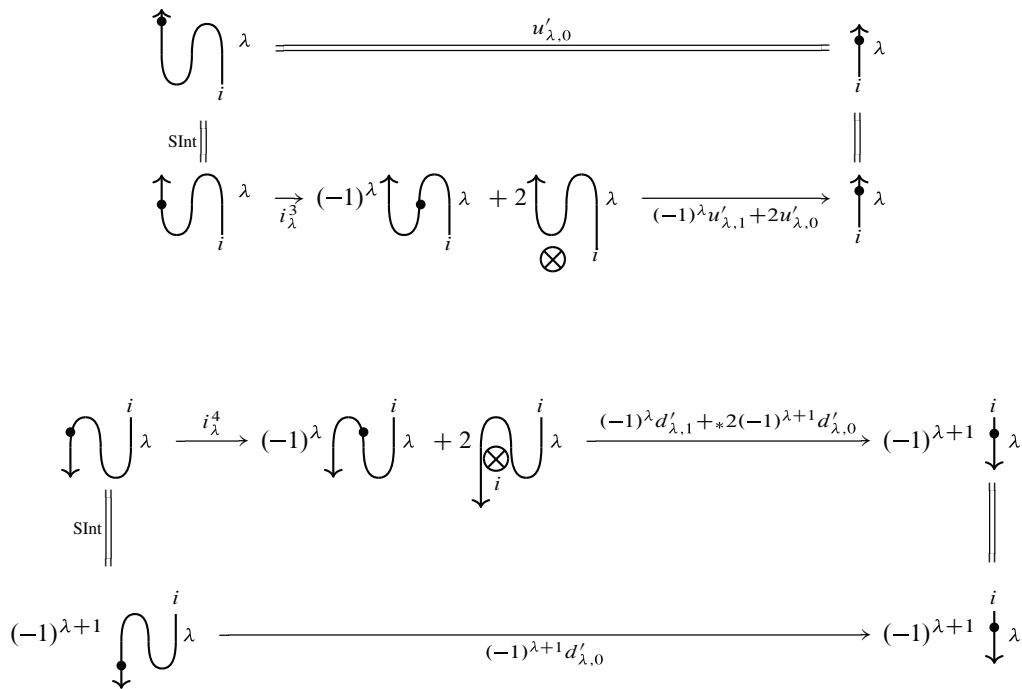 λ u′_{λ,0} λ
i i
SInt
λ i^3_λ (−1)^λ λ + 2 λ (−1)^λ u′_{λ,1} + 2u′_{λ,0} λ
i i i i
i i i i
λ i^4_λ (−1)^λ λ + 2 i λ (−1)^λ d′_{λ,1} +∗ 2(−1)^{λ+1} d′_{λ,0} (−1)^{λ+1} λ
SInt
i i
(−1)^{λ+1} λ (−1)^{λ+1} d′_{λ,0} (−1)^{λ+1} λ